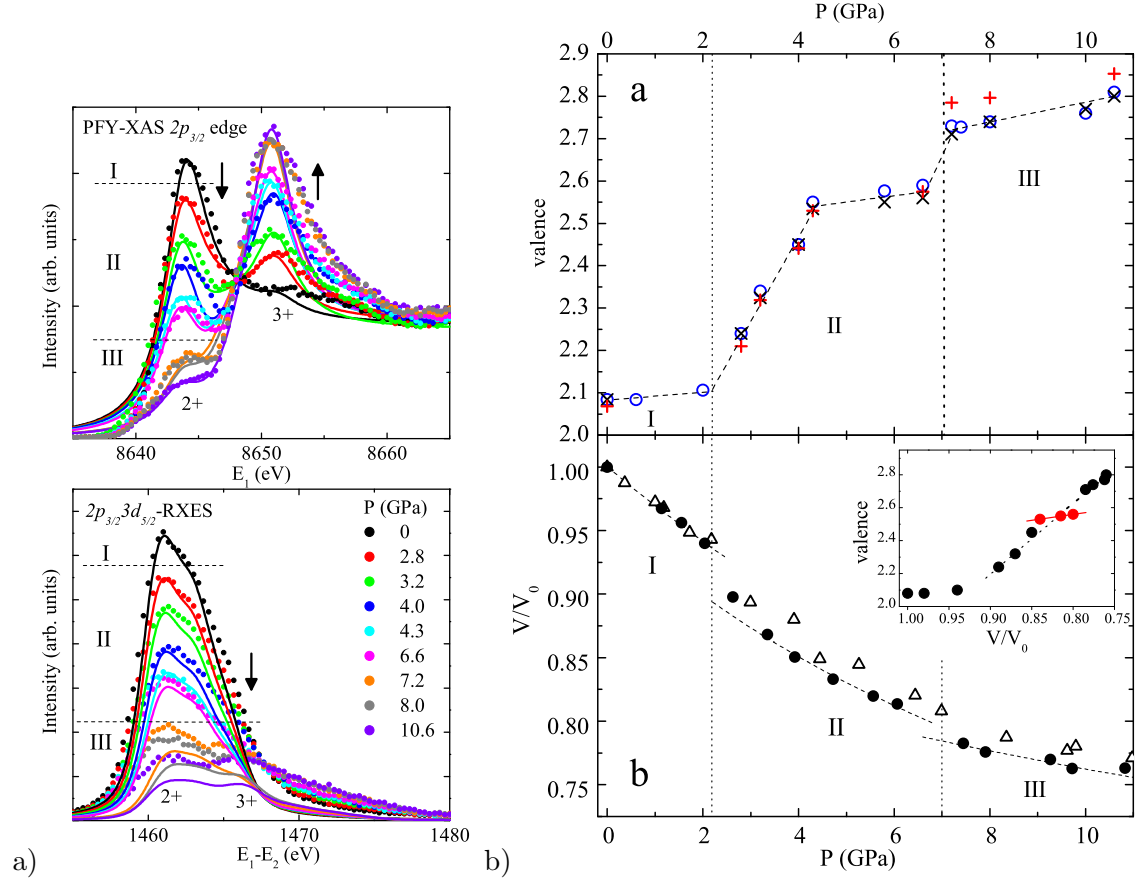 PFY-XAS 2p3/2 edge
I
II
III
3+
2+
Intensity (arb. units)
8640 8650 8660
E1 (eV)
2p3/23d5/2-RXES
P (GPa)
0
2.8
3.2
4.0
4.3
6.6
7.2
8.0
10.6
I
II
III
2+
3+
Intensity (arb. units)
1460 1470 1480
E1-E2 (eV)
a)
P (GPa)
0 2 4 6 8 10
2.9
2.8
2.7
2.6
2.5
2.4
2.3
2.2
2.1
2.0
valence
a
I
II
III
1.00
0.95
0.90
0.85
0.80
0.75
V/V0
I
II
III
b
2.8
2.6
2.4
2.2
2.0
valence
1.00 0.95 0.90 0.85 0.80 0.75
V/V0
0 2 4 6 8 10
P (GPa)
b)